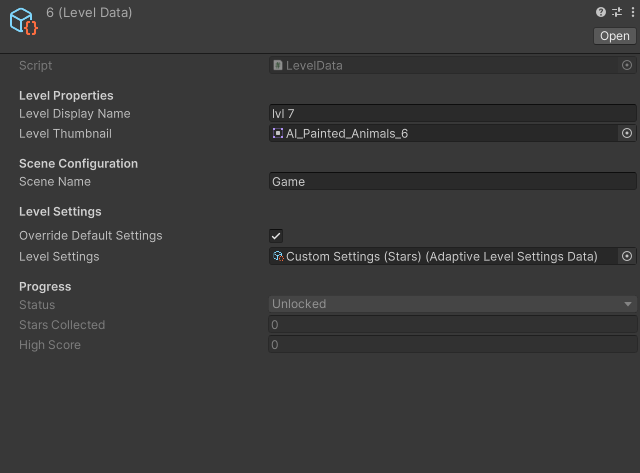 6 (Level Data)
Open
Script LevelData
Level Properties
Level Display Name lvl 7
Level Thumbnail AI_Painted_Animals_6
Scene Configuration
Scene Name Game
Level Settings
Override Default Settings
Level Settings Custom Settings (Stars) (Adaptive Level Settings Data)
Progress
Status Unlocked
Stars Collected 0
High Score 0